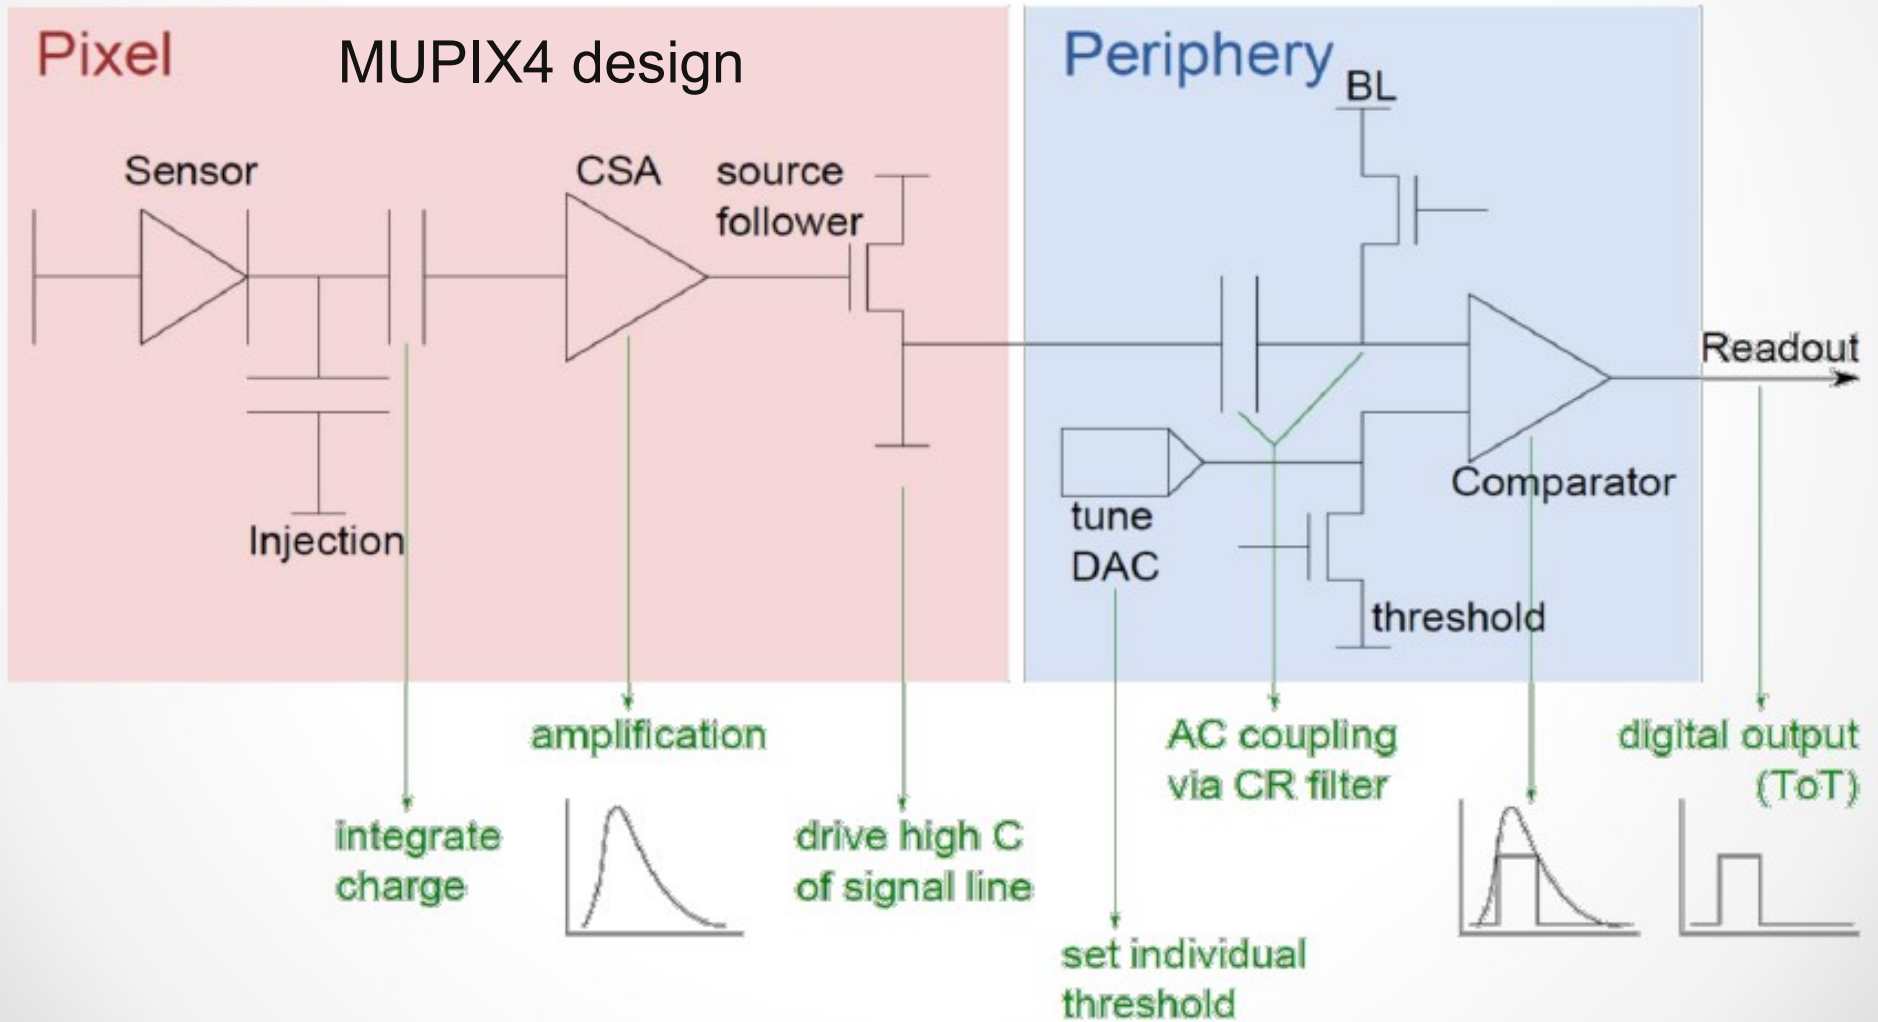 Pixel
MUPIX4 design
Periphery
BL
Sensor
CSA
source
follower
Readout
Comparator
tune
DAC
Injection
threshold
amplification
AC coupling
via CR filter
digital output
(ToT)
integrate
charge
drive high C
of signal line
set individual
threshold